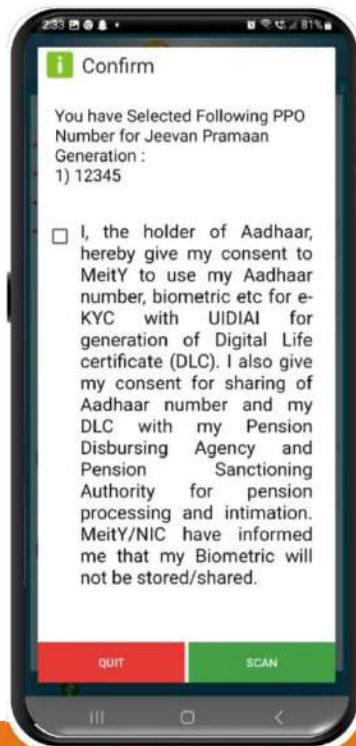 2:33
81%
i Confirm
You have Selected Following PPO
Number for Jeevan Pramaan
Generation :
1) 12345
I, the holder of Aadhaar,
hereby give my consent to
MeitY to use my Aadhaar
number, biometric etc for e-
KYC with UIDIAI for
generation of Digital Life
certificate (DLC). I also give
my consent for sharing of
Aadhaar number and my
DLC with my Pension
Disbursing Agency and
Pension Sanctioning
Authority for pension
processing and intimation.
MeitY/NIC have informed
me that my Biometric will
not be stored/shared.
QUIT
SCAN